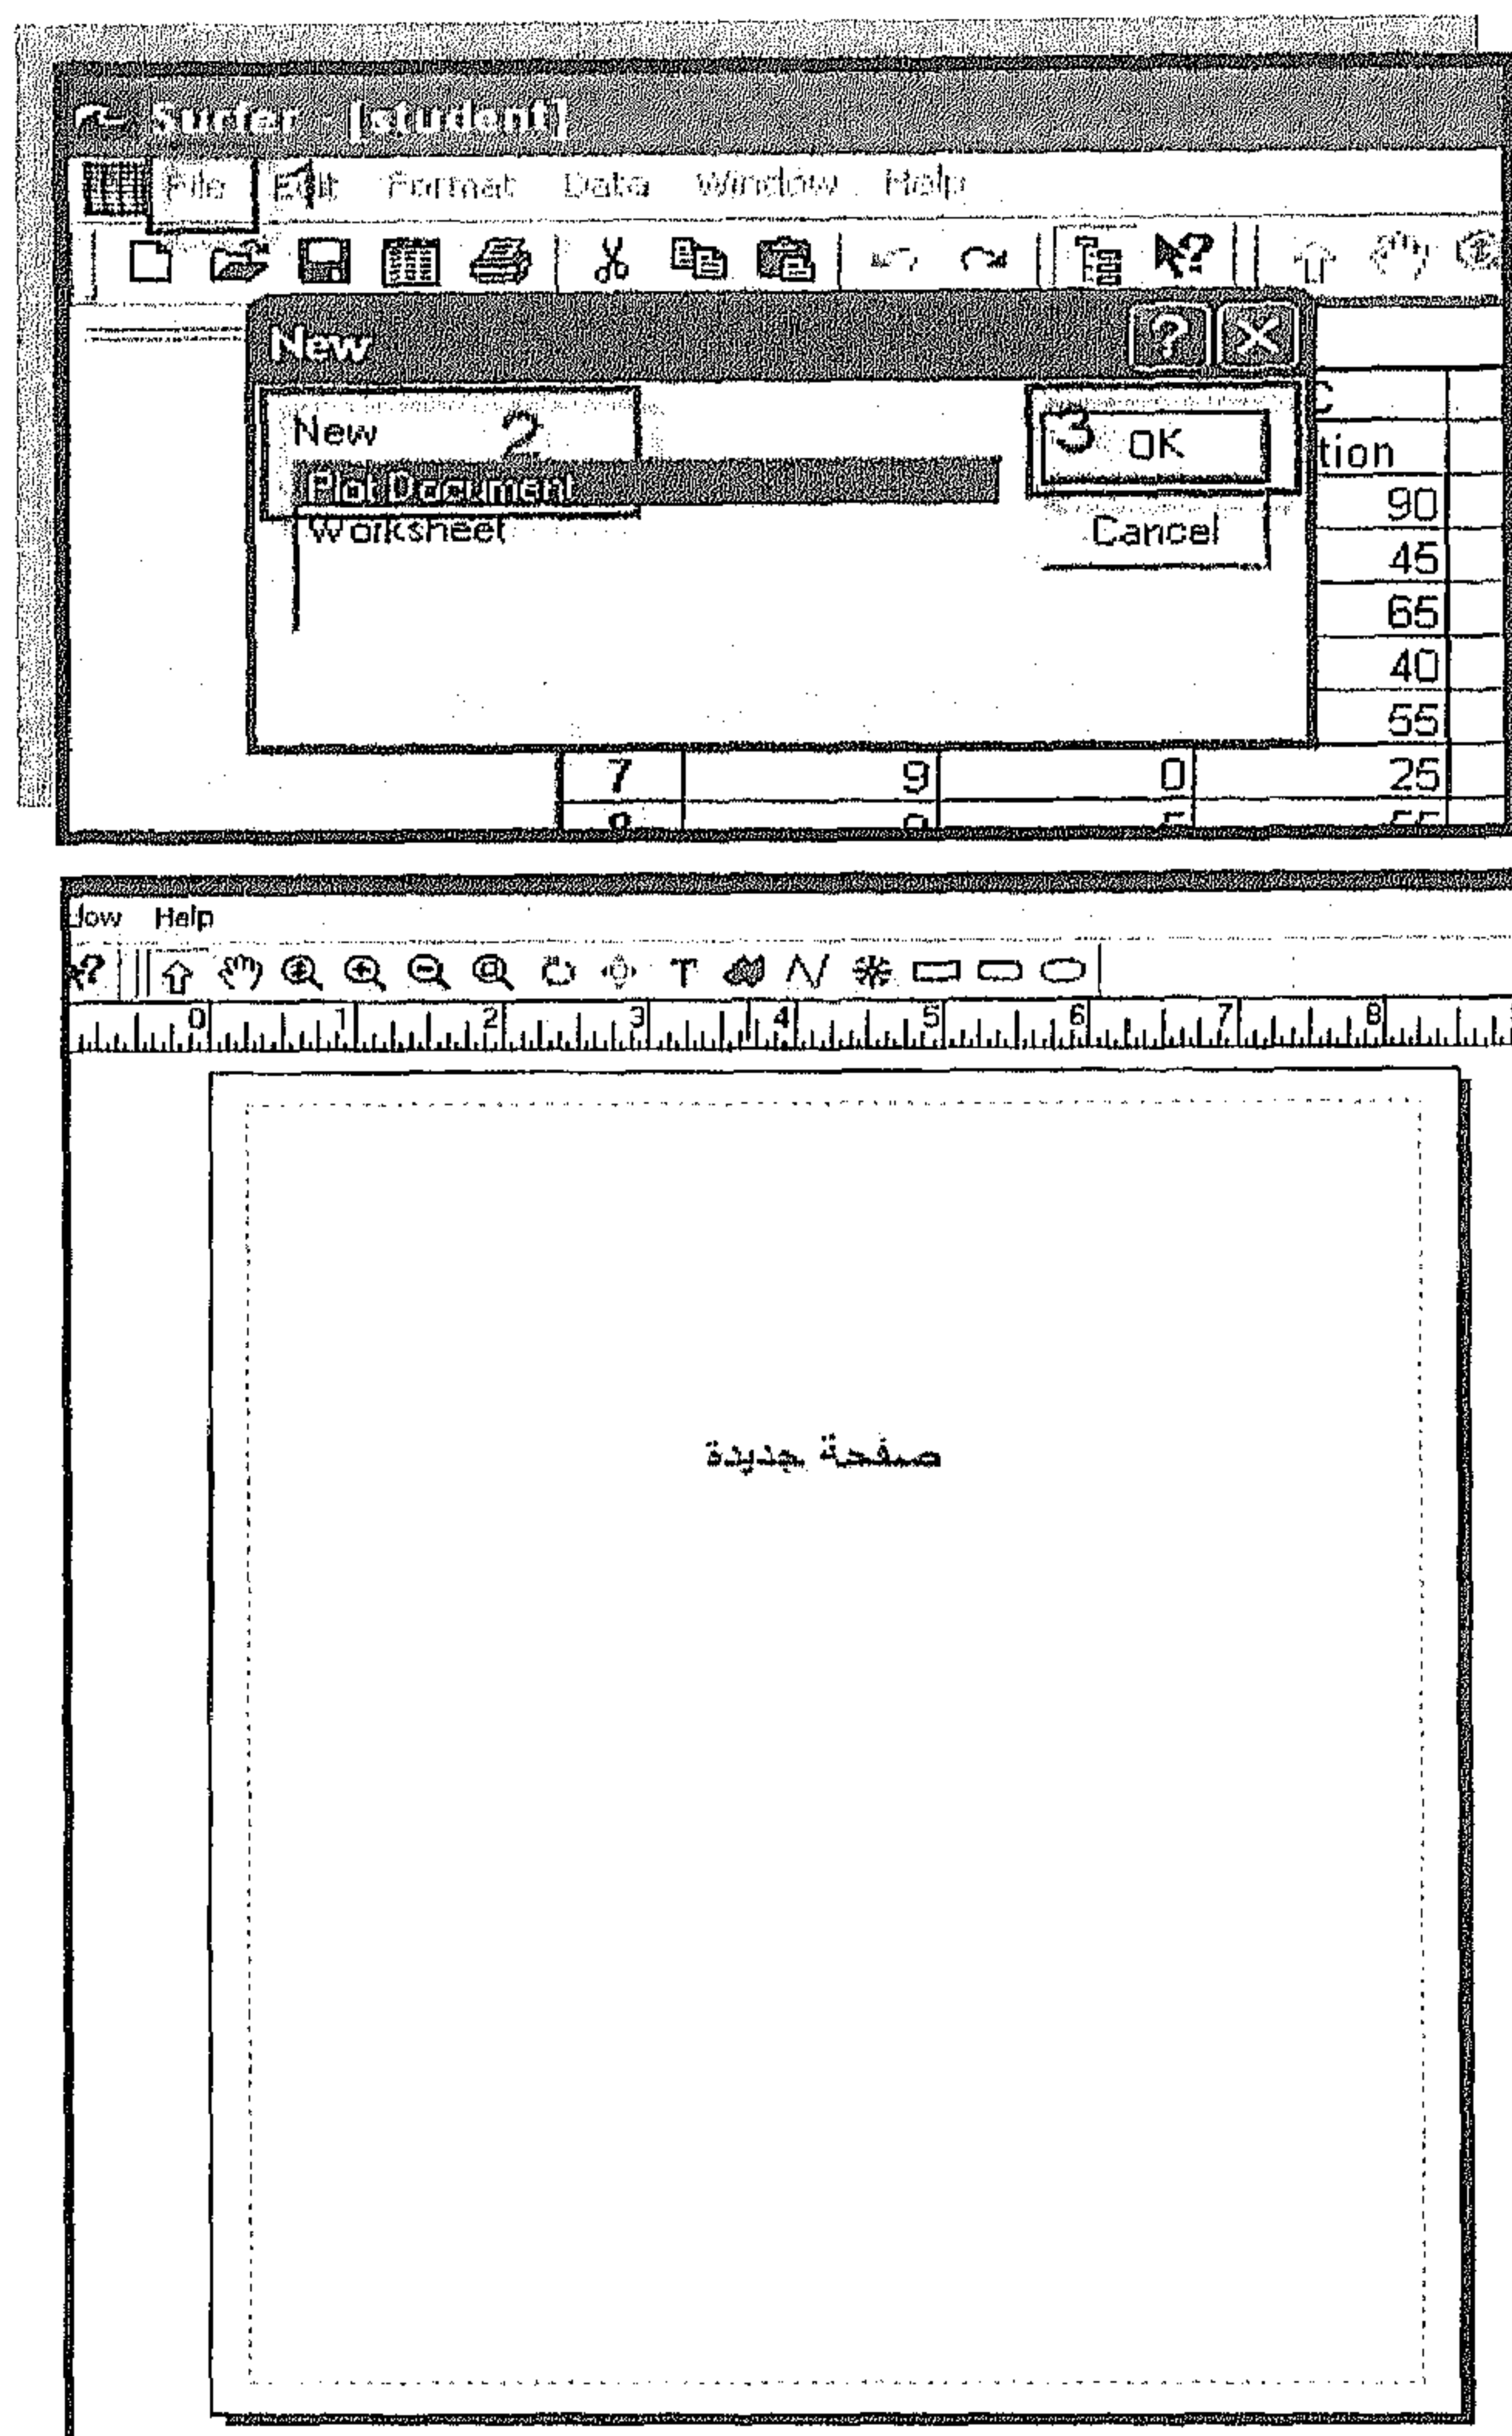 Surfer - [student]
File 1 Edit Format Data Window Help
New
New 2
Plot Document
Worksheet
3 OK
Cancel
C
tion
90
45
65
40
55
7 9 0 25
dow Help
0 1 2 3 4 5 6 7 8
صفحة جديدة